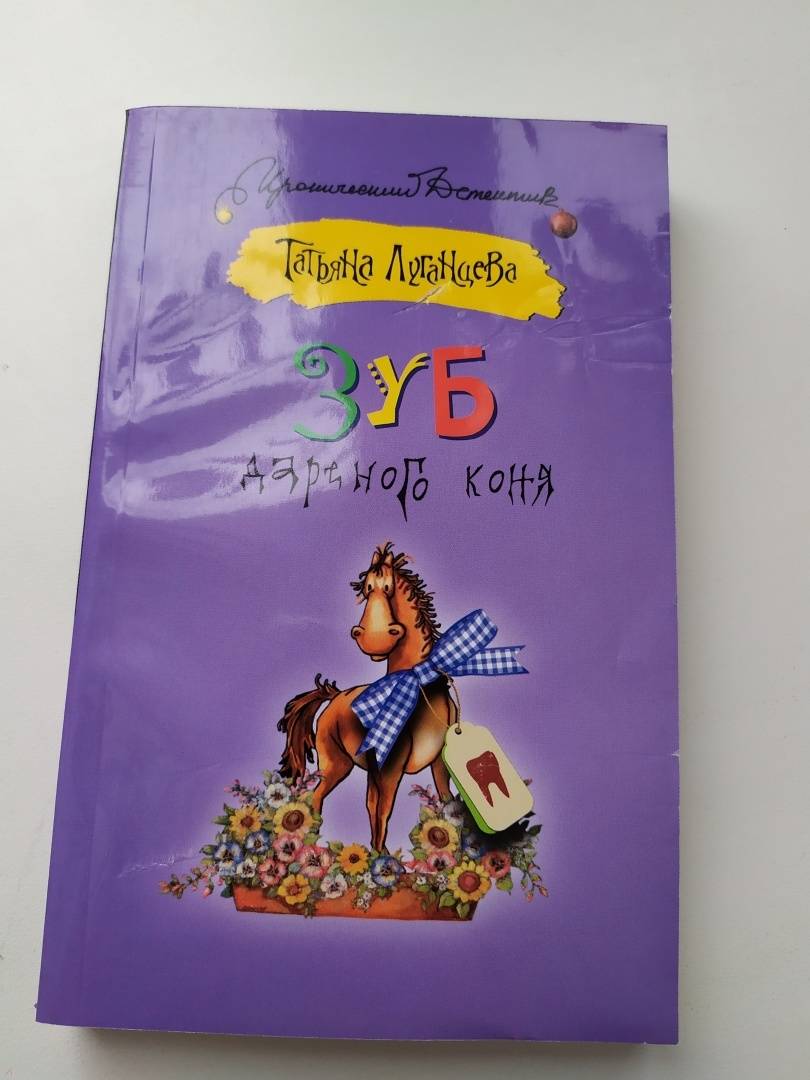 Иронический Детектив
Татьяна Луганцева
ЗУБ
дареного коня